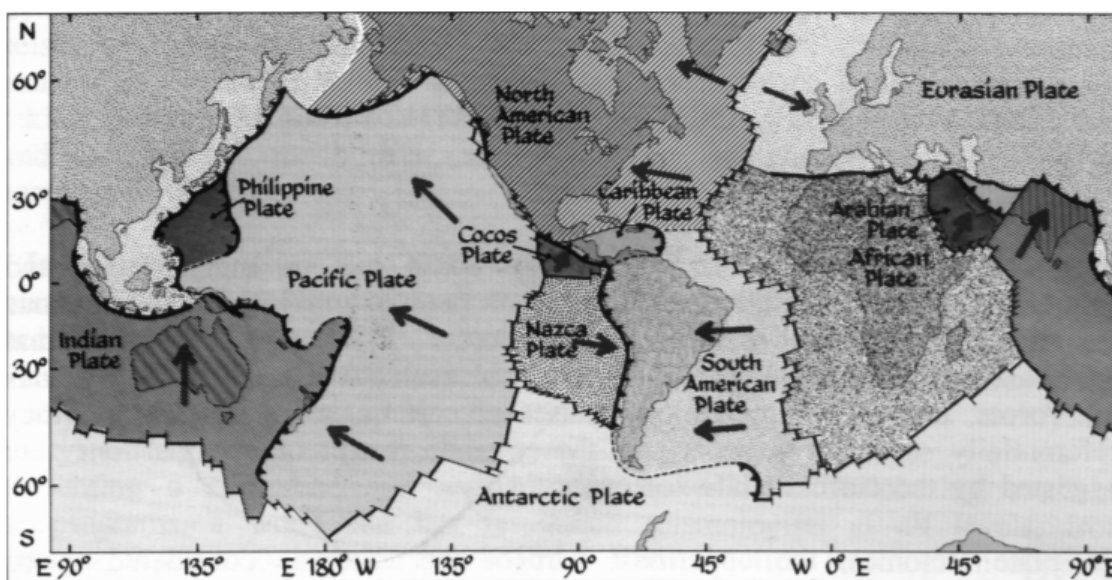 N
60°
30°
0°
30°
60°
S
North
American
Plate
Eurasian Plate
Philippine
Plate
Caribbean
Plate
Cocos
Plate
Arabian
Plate
African
Plate
Pacific Plate
Indian
Plate
Nazca
Plate
South
American
Plate
Antarctic Plate
E 90° 135° E 180° W 135° 90° 45° W 0° E 45° 90° E